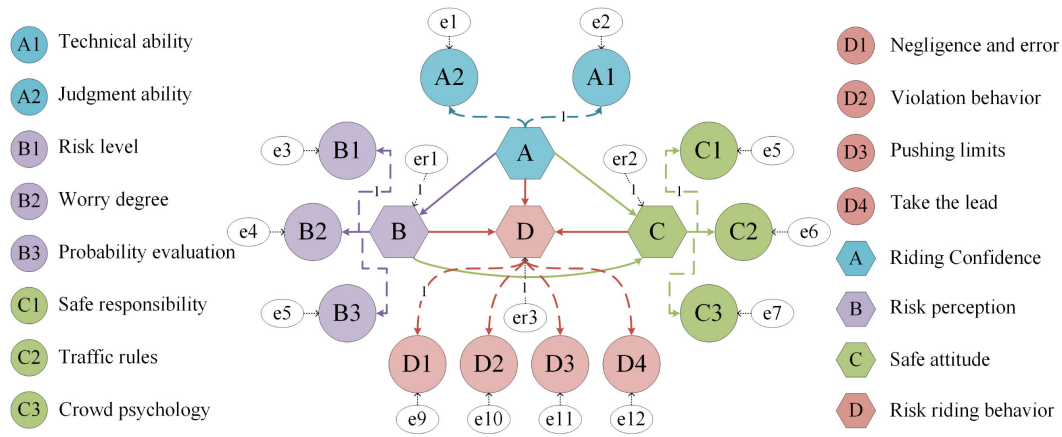 A1 Technical ability
A2 Judgment ability
B1 Risk level
B2 Worry degree
B3 Probability evaluation
C1 Safe responsibility
C2 Traffic rules
C3 Crowd psychology
e1 e2
A2 A1
1
e3 B1 er1 A er2 C1 e5
1 1 1 1
e4 B2 B D C C2 e6
e5 B3 1 1 er3 C3 e7
D1 D2 D3 D4
e9 e10 e11 e12
D1 Negligence and error
D2 Violation behavior
D3 Pushing limits
D4 Take the lead
A Riding Confidence
B Risk perception
C Safe attitude
D Risk riding behavior